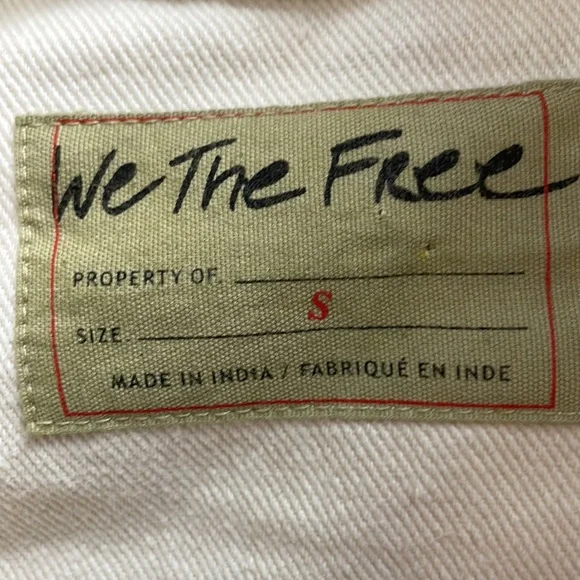 We The Free
PROPERTY OF.
S
SIZE.
MADE IN INDIA / FABRIQUÉ EN INDE